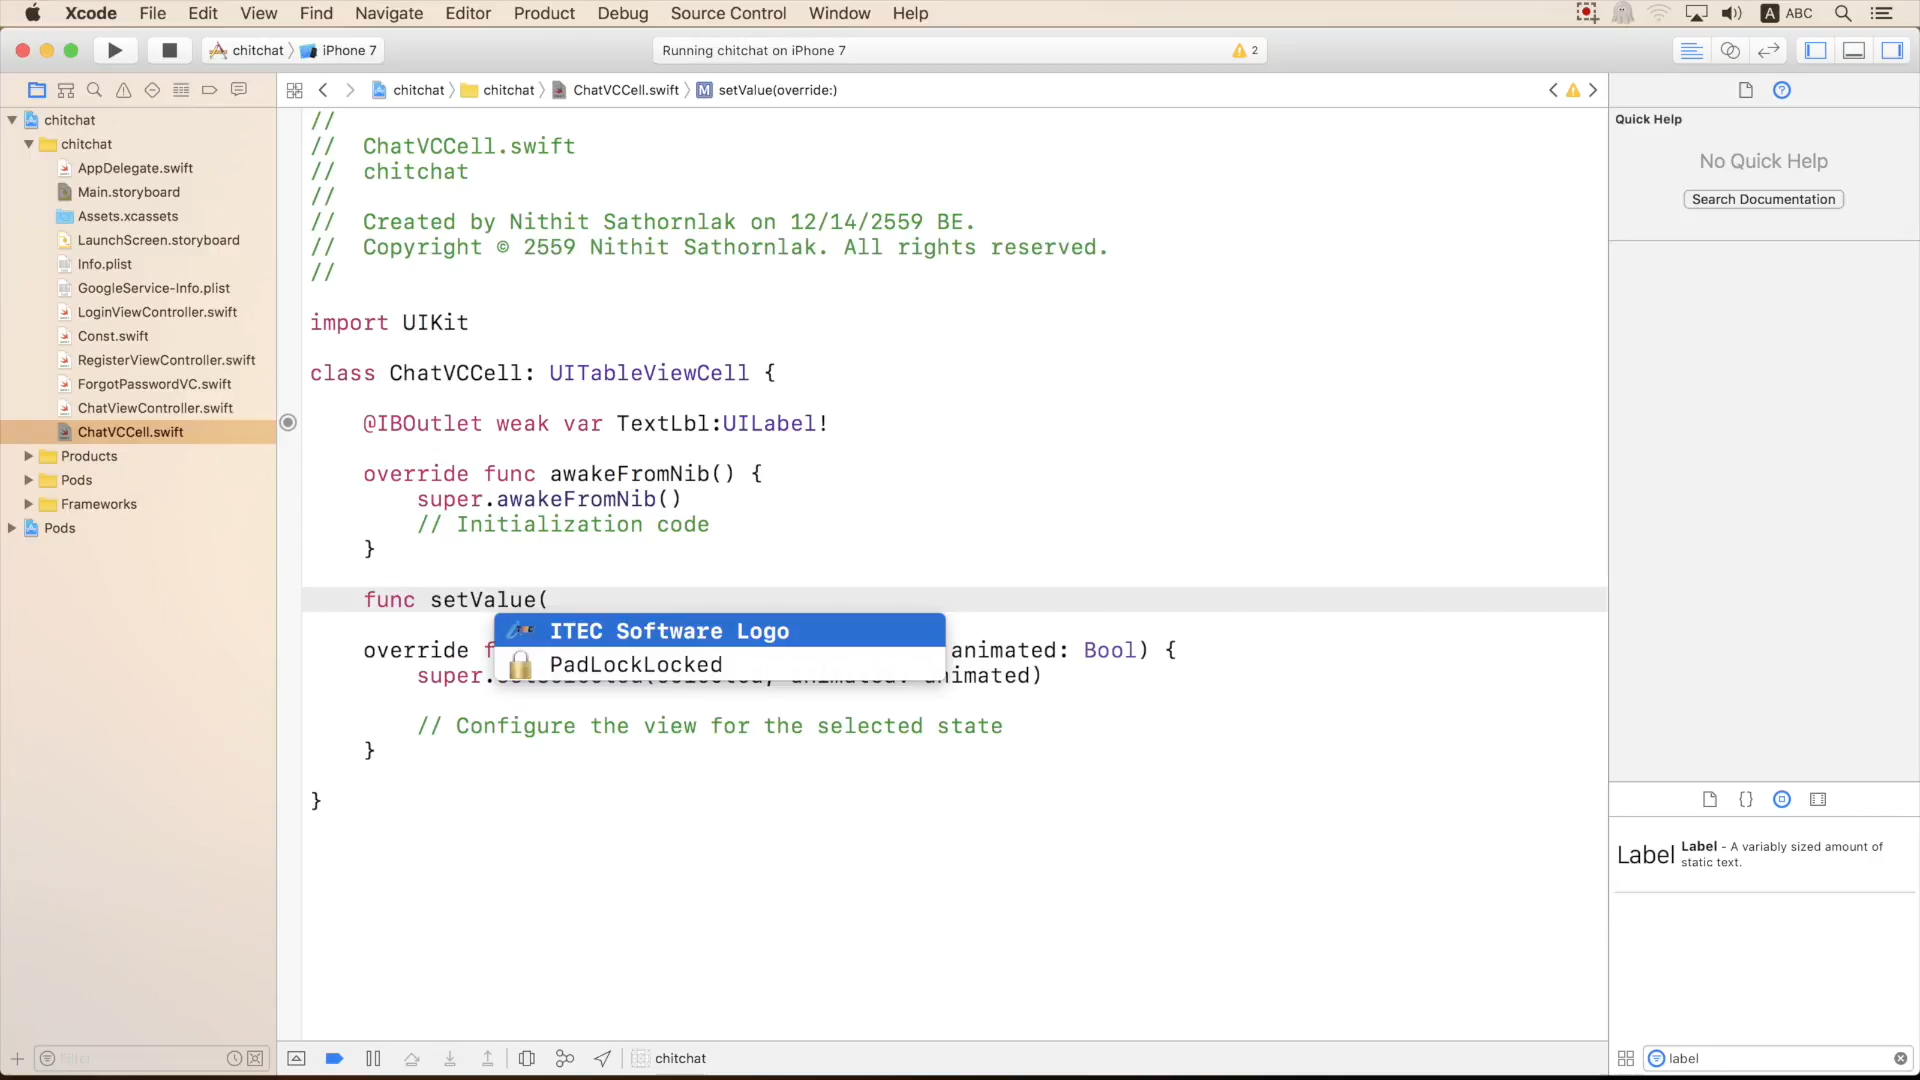 Xcode File Edit View Find Navigate Editor Product Debug Source Control Window Help A ABC
chitchat iPhone 7 Running chitchat on iPhone 7 2
chitchat chitchat ChatVCCell.swift M setValue(override:)
chitchat
chitchat
AppDelegate.swift
Main.storyboard
Assets.xcassets
LaunchScreen.storyboard
Info.plist
GoogleService-Info.plist
LoginViewController.swift
Const.swift
RegisterViewController.swift
ForgotPasswordVC.swift
ChatViewController.swift
ChatVCCell.swift
Products
Pods
Frameworks
Pods
Filter
//
// ChatVCCell.swift
// chitchat
//
// Created by Nithit Sathornlak on 12/14/2559 BE.
// Copyright © 2559 Nithit Sathornlak. All rights reserved.
//
import UIKit
class ChatVCCell: UITableViewCell {
@IBOutlet weak var TextLbl:UILabel!
override func awakeFromNib() {
super.awakeFromNib()
// Initialization code
}
func setValue(
ITEC Software Logo
PadLockLocked
override animated: Bool) {
super. animated)
// Configure the view for the selected state
}
}
chitchat
Quick Help
No Quick Help
Search Documentation
{}
Label Label - A variably sized amount of
static text.
label